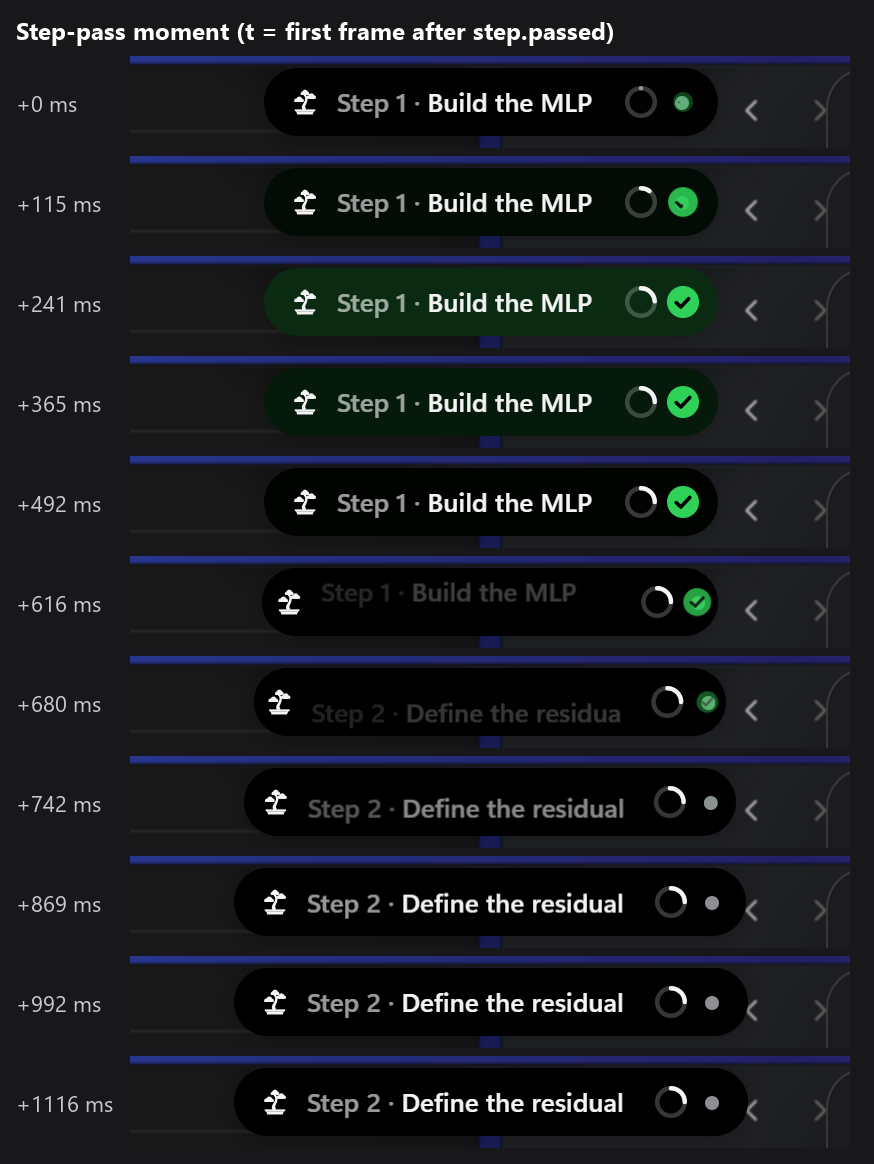 Step-pass moment (t = first frame after step.passed)
+0 ms Step 1 · Build the MLP
+115 ms Step 1 · Build the MLP
+241 ms Step 1 · Build the MLP
+365 ms Step 1 · Build the MLP
+492 ms Step 1 · Build the MLP
+616 ms Step 1 · Build the MLP
+680 ms Step 2 · Define the residua
+742 ms Step 2 · Define the residual
+869 ms Step 2 · Define the residual
+992 ms Step 2 · Define the residual
+1116 ms Step 2 · Define the residual